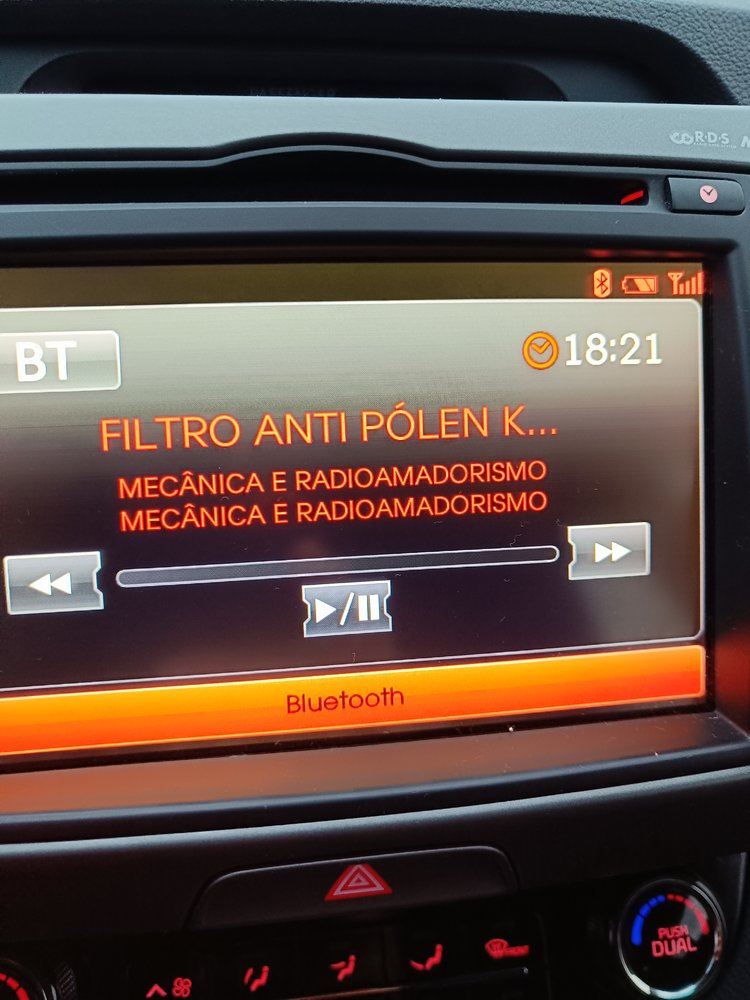 R·D·S
BT
18:21
FILTRO ANTI PÓLEN K...
MECÂNICA E RADIOAMADORISMO
MECÂNICA E RADIOAMADORISMO
Bluetooth
PUSH
DUAL